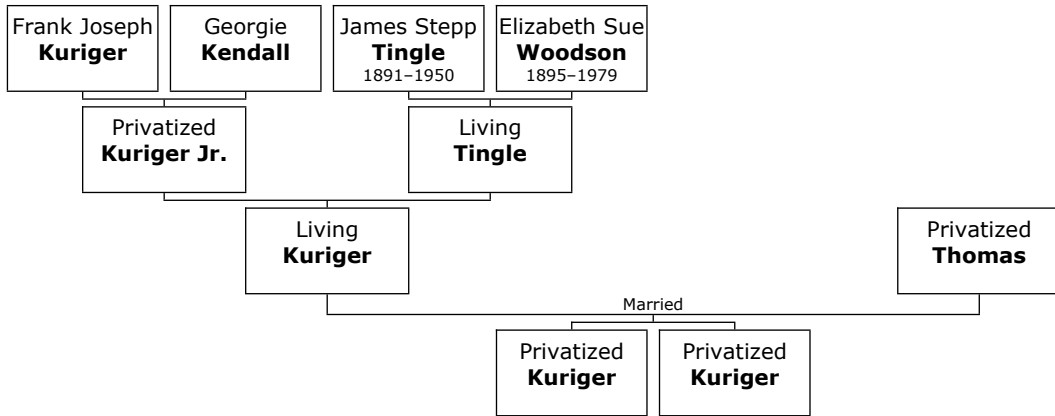 Frank Joseph
Kuriger
Georgie
Kendall
James Stepp
Tingle
1891–1950
Elizabeth Sue
Woodson
1895–1979
Privatized
Kuriger Jr.
Living
Tingle
Living
Kuriger
Privatized
Thomas
Married
Privatized
Kuriger
Privatized
Kuriger